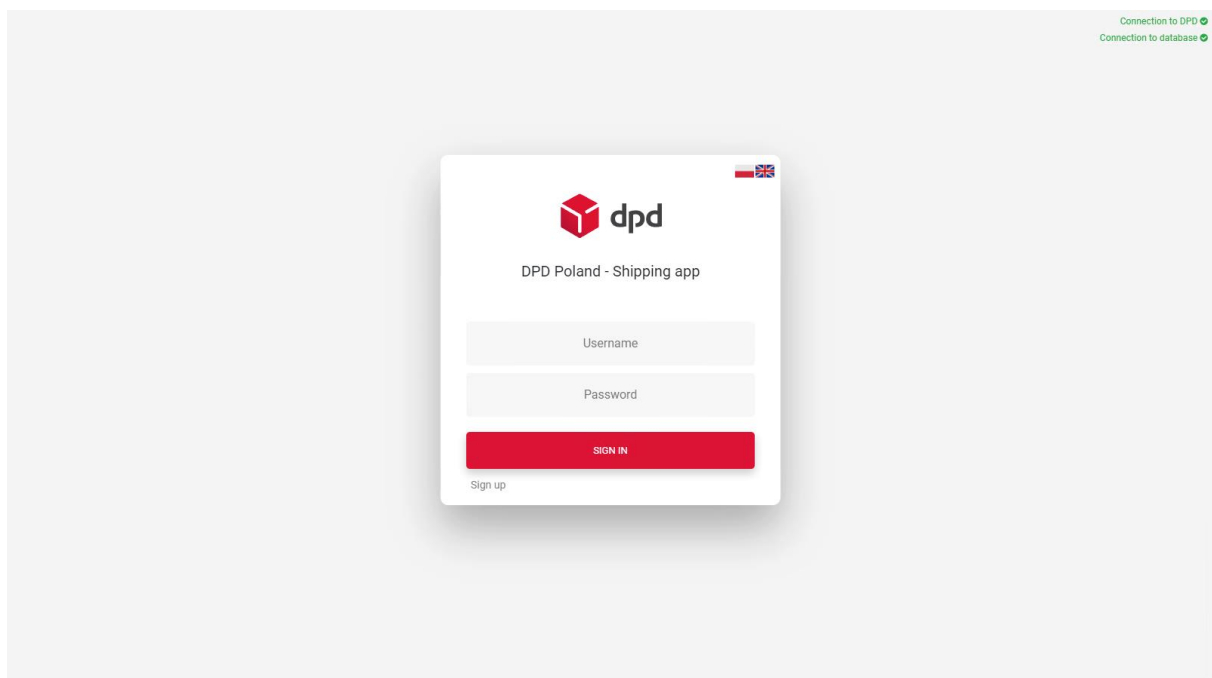 Connection to DPD
Connection to database
dpd
DPD Poland - Shipping app
Username
Password
SIGN IN
Sign up